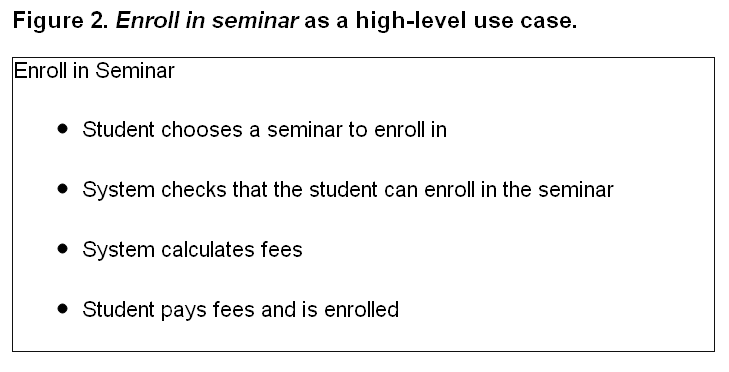 Figure 2. Enroll in seminar as a high-level use case.
Enroll in Seminar
● Student chooses a seminar to enroll in
● System checks that the student can enroll in the seminar
● System calculates fees
● Student pays fees and is enrolled